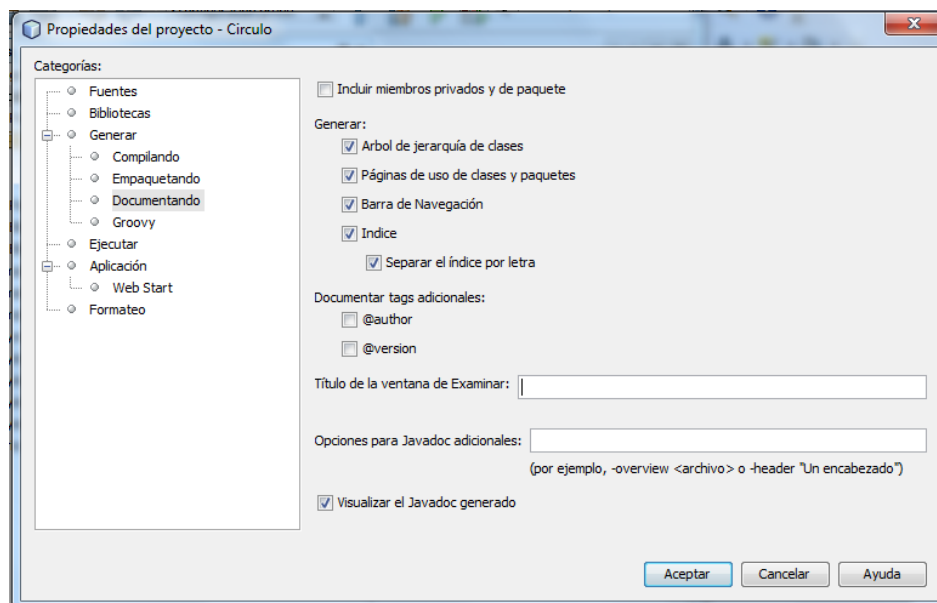 Propiedades del proyecto - Circulo
Categorías:
Fuentes
Bibliotecas
Generar
Compilando
Empaquetando
Documentando
Groovy
Ejecutar
Aplicación
Web Start
Formateo
Incluir miembros privados y de paquete
Generar:
Arbol de jerarquía de clases
Páginas de uso de clases y paquetes
Barra de Navegación
Indice
Separar el índice por letra
Documentar tags adicionales:
@author
@version
Título de la ventana de Examinar:
Opciones para Javadoc adicionales:
(por ejemplo, -overview <archivo> o -header "Un encabezado")
Visualizar el Javadoc generado
Aceptar Cancelar Ayuda